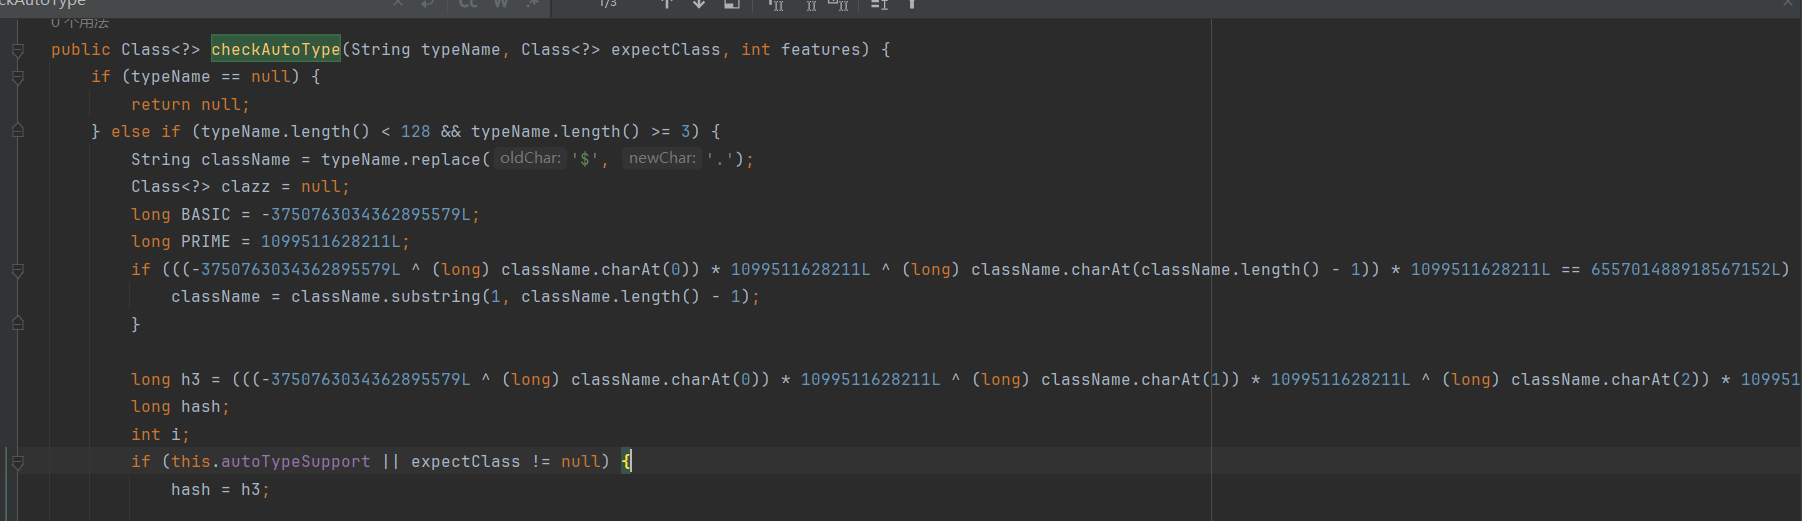 ckAutoType
Cc W .* 1/3
0 个用法
public Class<?> checkAutoType(String typeName, Class<?> expectClass, int features) {
if (typeName == null) {
return null;
} else if (typeName.length() < 128 && typeName.length() >= 3) {
String className = typeName.replace( oldChar: '$', newChar: '.');
Class<?> clazz = null;
long BASIC = -3750763034362895579L;
long PRIME = 1099511628211L;
if (((-3750763034362895579L ^ (long) className.charAt(0)) * 1099511628211L ^ (long) className.charAt(className.length() - 1)) * 1099511628211L == 655701488918567152L)
className = className.substring(1, className.length() - 1);
}
long h3 = (((-3750763034362895579L ^ (long) className.charAt(0)) * 1099511628211L ^ (long) className.charAt(1)) * 1099511628211L ^ (long) className.charAt(2)) * 109951
long hash;
int i;
if (this.autoTypeSupport || expectClass != null) {
hash = h3;